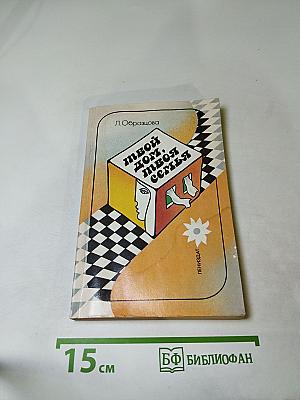 Л.Образцова
ТВОЙ
ДОМ,
ТВОЯ
СЕМЬЯ
ЛЕНИЗДАТ
15 см
БФ БИБЛИОФАН